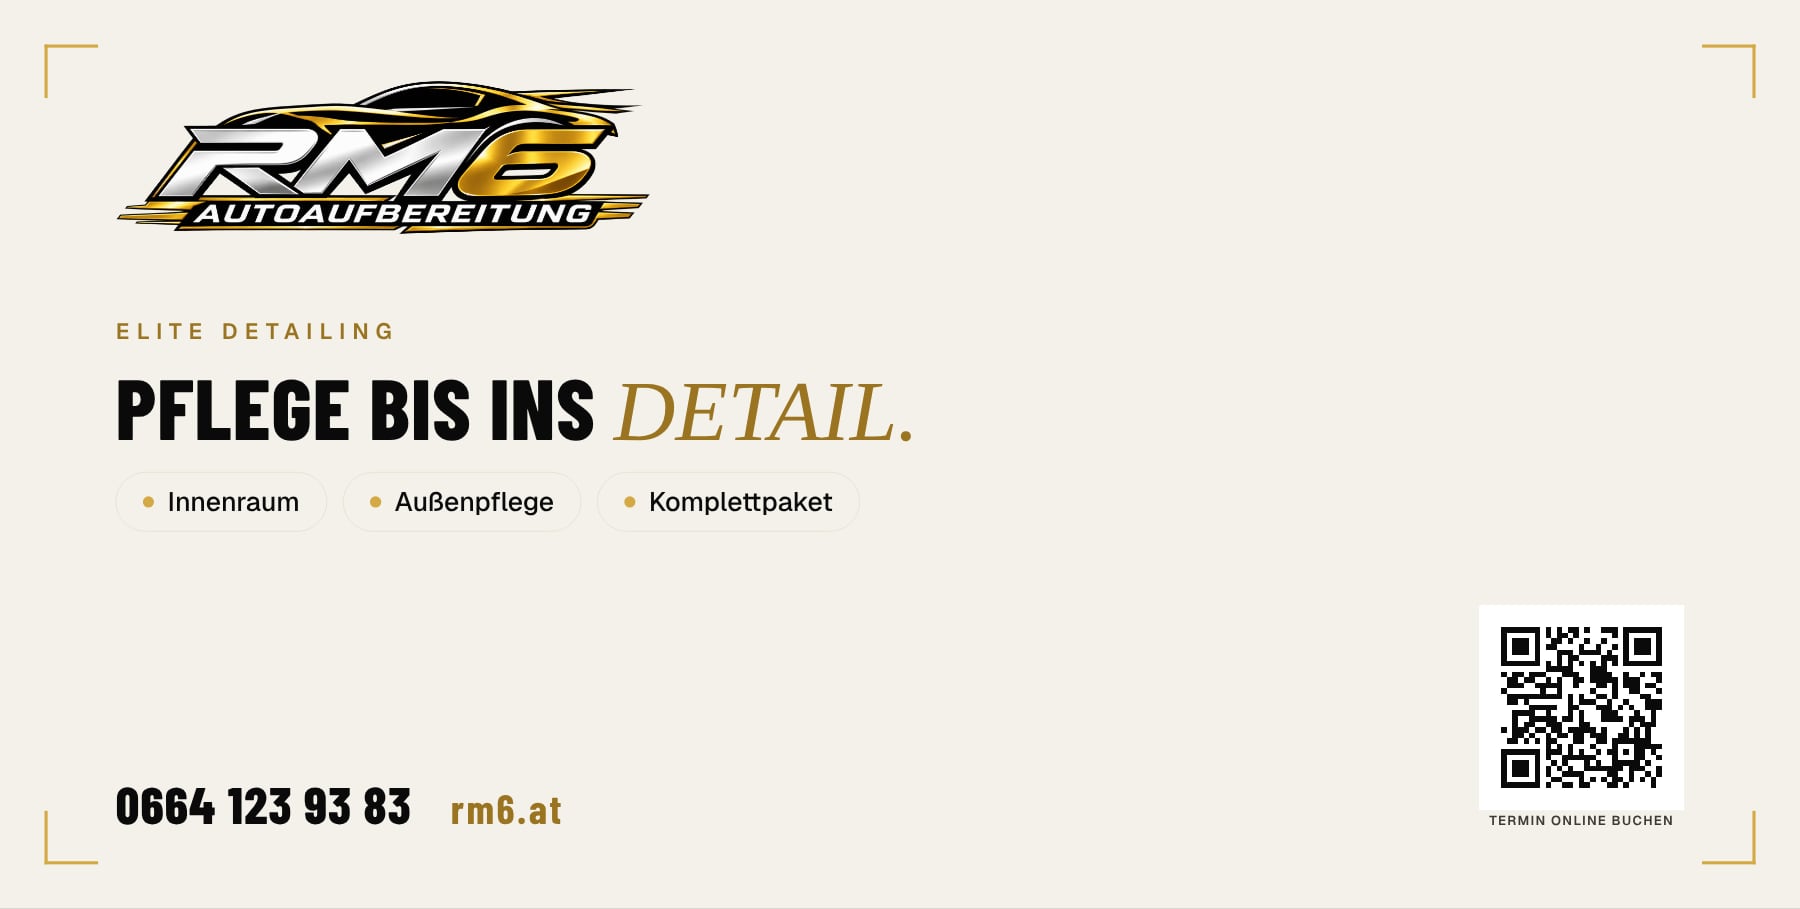 RM6
AUTOAUFBEREITUNG
ELITE DETAILING
PFLEGE BIS INS DETAIL.
Innenraum
Außenpflege
Komplettpaket
0664 123 93 83 rm6.at
TERMIN ONLINE BUCHEN